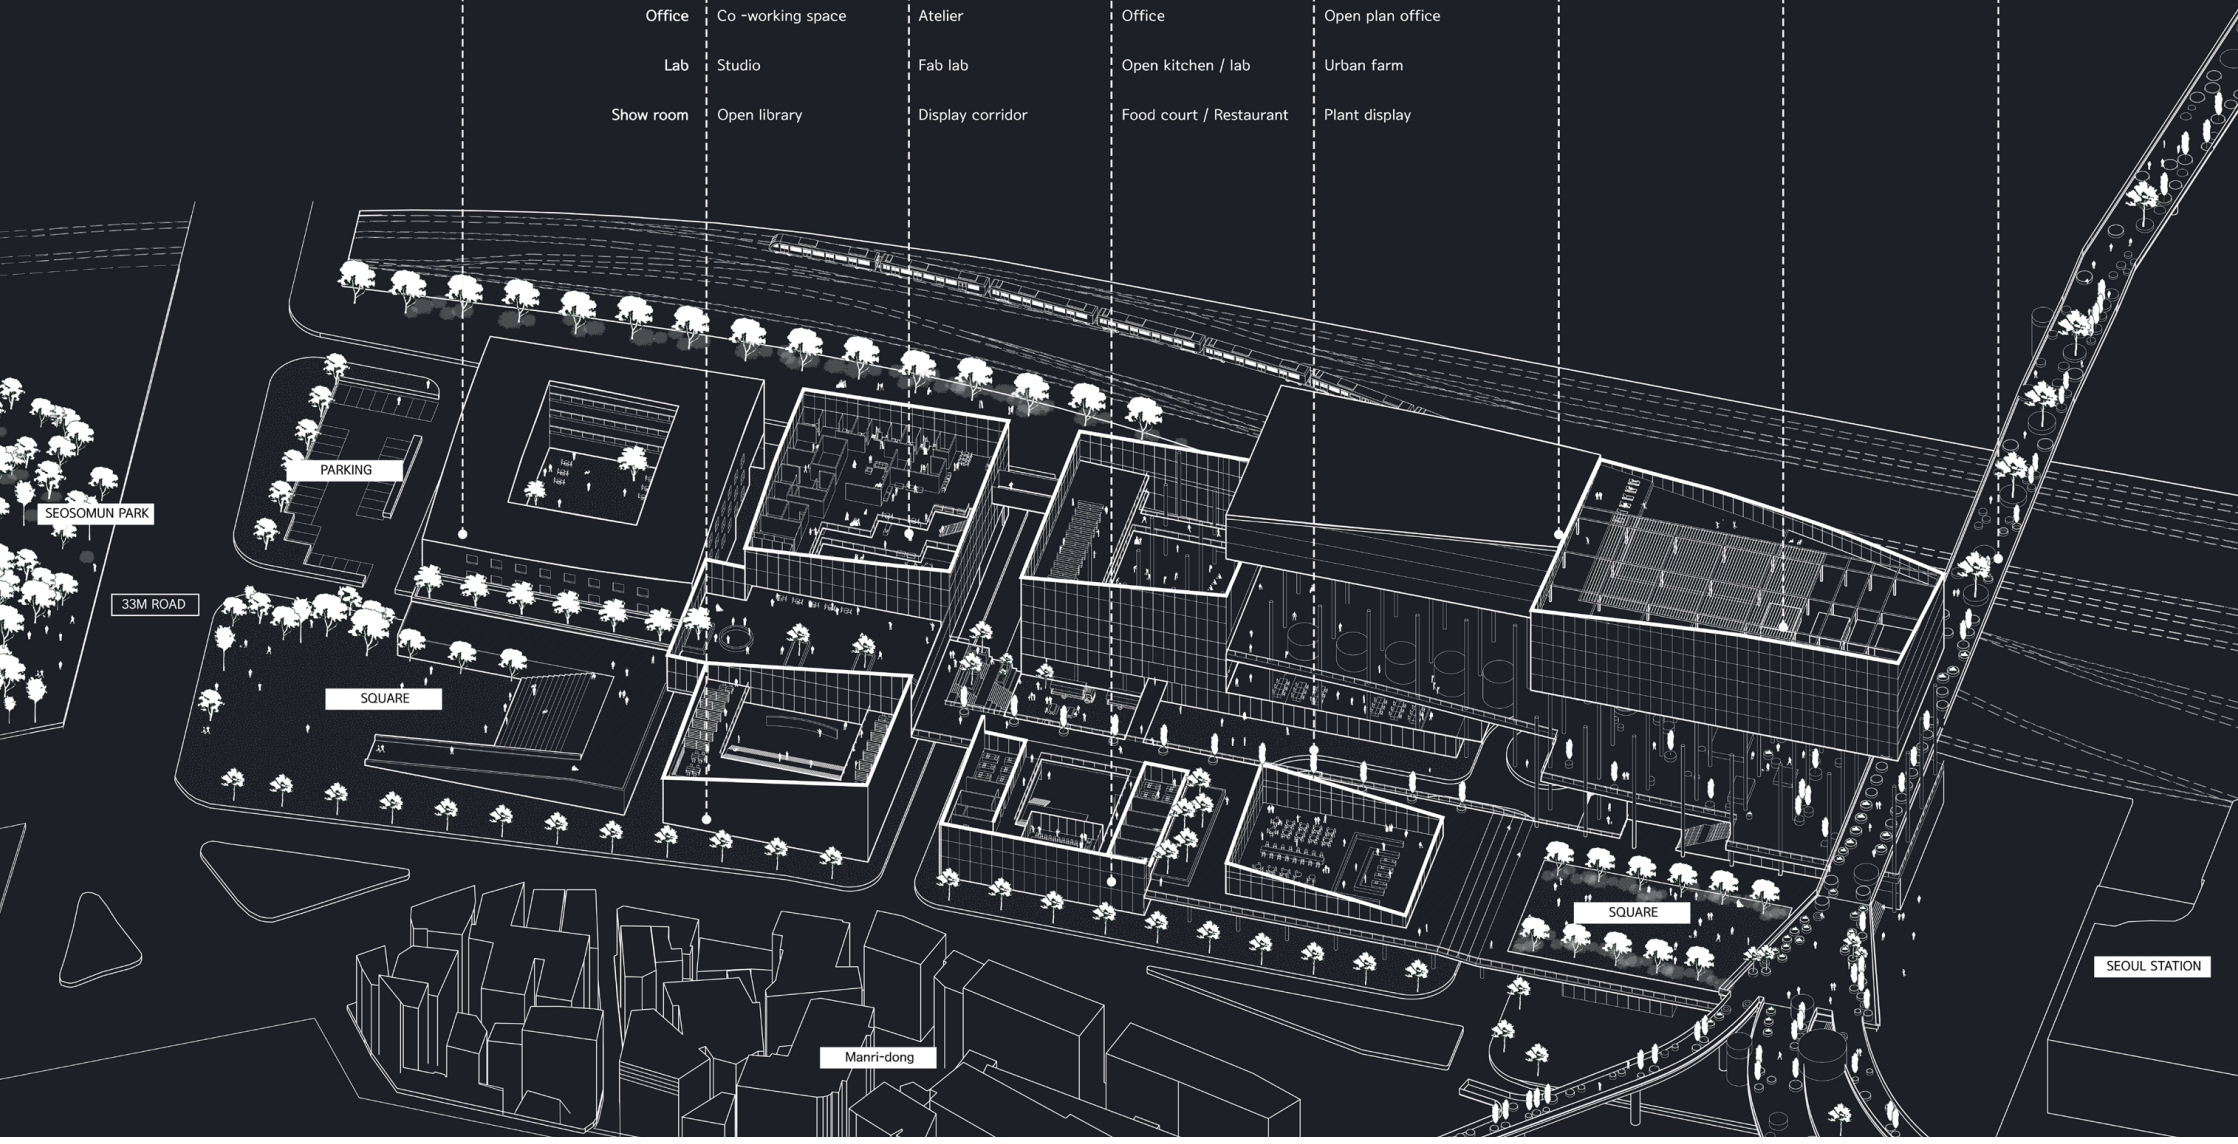 Office Co -working space Atelier Office Open plan office
Lab Studio Fab lab Open kitchen / lab Urban farm
Show room Open library Display corridor Food court / Restaurant Plant display
PARKING
SEOSOMUN PARK
33M ROAD
SQUARE
SQUARE
SEOUL STATION
Manri-dong